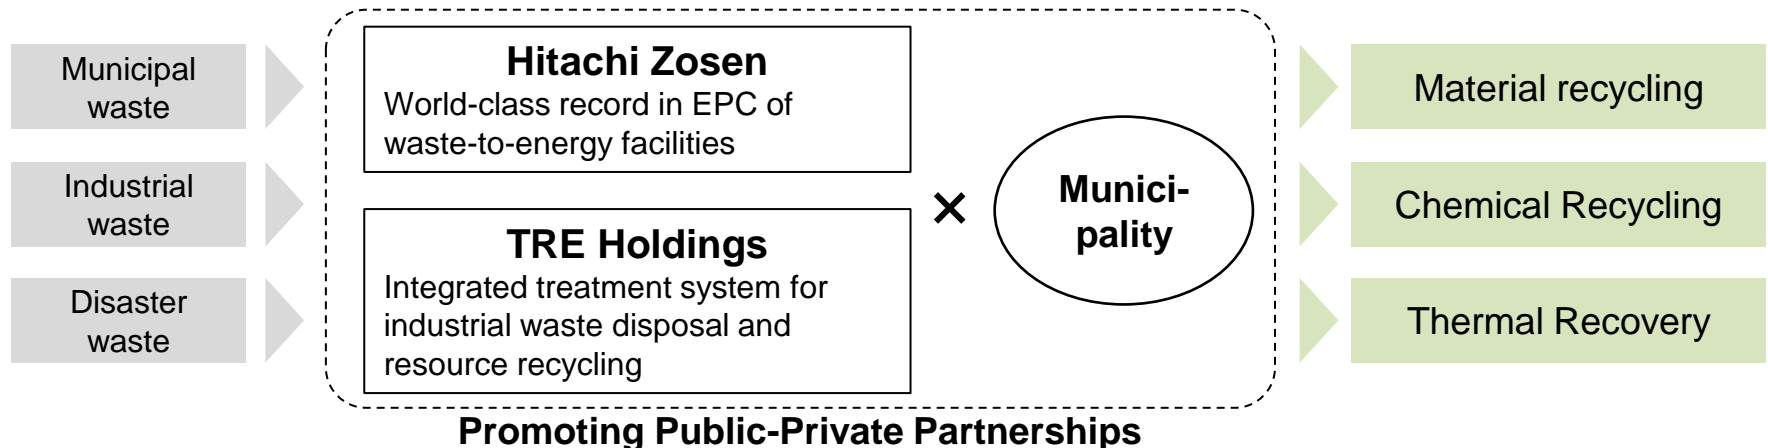 Municipal
waste
Industrial
waste
Disaster
waste
Hitachi Zosen
World-class record in EPC of
waste-to-energy facilities
TRE Holdings
Integrated treatment system for
industrial waste disposal and
resource recycling
×
Munici-
pality
Material recycling
Chemical Recycling
Thermal Recovery
Promoting Public-Private Partnerships